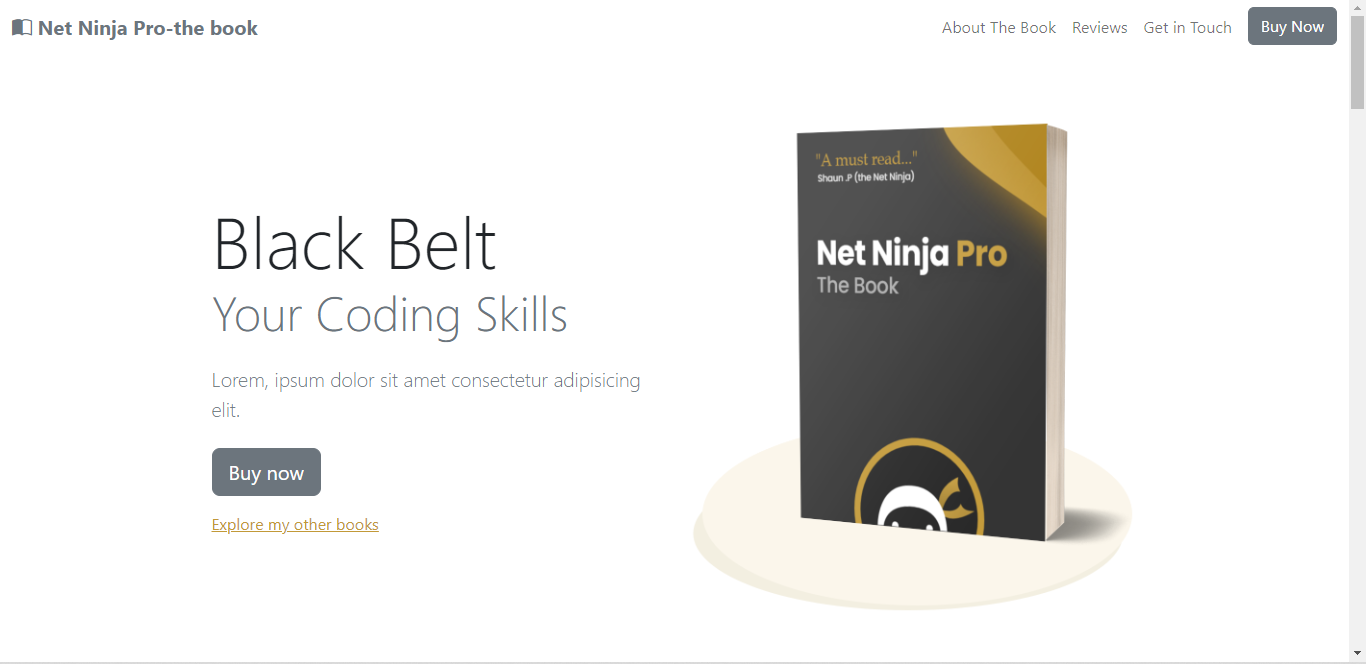 Net Ninja Pro-the book
About The Book
Reviews
Get in Touch
Buy Now
Black Belt
Your Coding Skills
Lorem, ipsum dolor sit amet consectetur adipisicing
elit.
Buy now
Explore my other books
"A must read..."
Shaun .P (the Net Ninja)
Net Ninja Pro
The Book